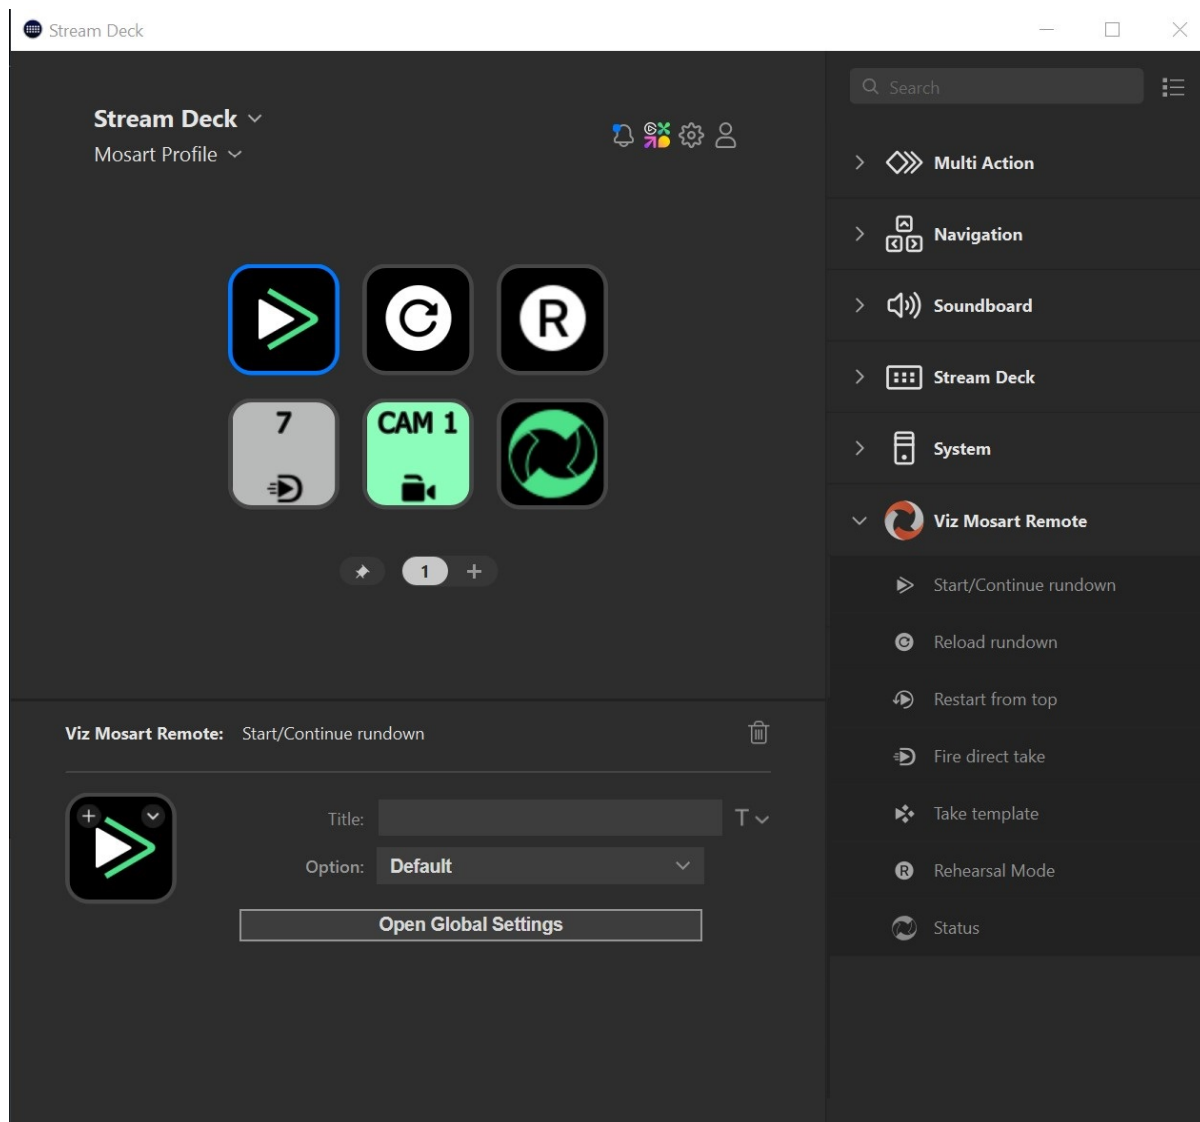 Stream Deck
Stream Deck
Mosart Profile
R
7
CAM 1
1
Viz Mosart Remote: Start/Continue rundown
Title:
T
Option: Default
Open Global Settings
Search
Multi Action
Navigation
Soundboard
Stream Deck
System
Viz Mosart Remote
Start/Continue rundown
Reload rundown
Restart from top
Fire direct take
Take template
R Rehearsal Mode
Status